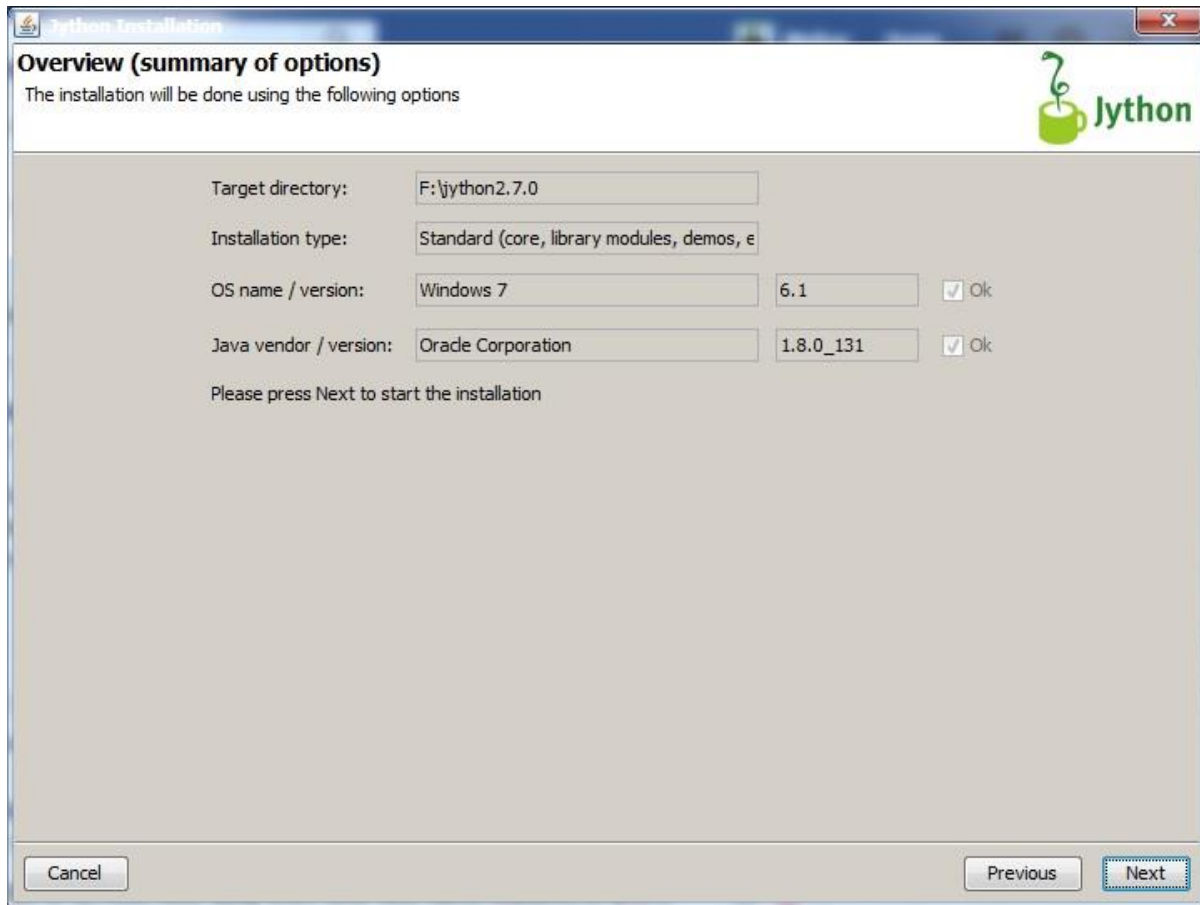 Jython Installation
Overview (summary of options)
The installation will be done using the following options
Jython
Target directory: F:\jython2.7.0
Installation type: Standard (core, library modules, demos, e
OS name / version: Windows 7 6.1 Ok
Java vendor / version: Oracle Corporation 1.8.0_131 Ok
Please press Next to start the installation
Cancel Previous Next